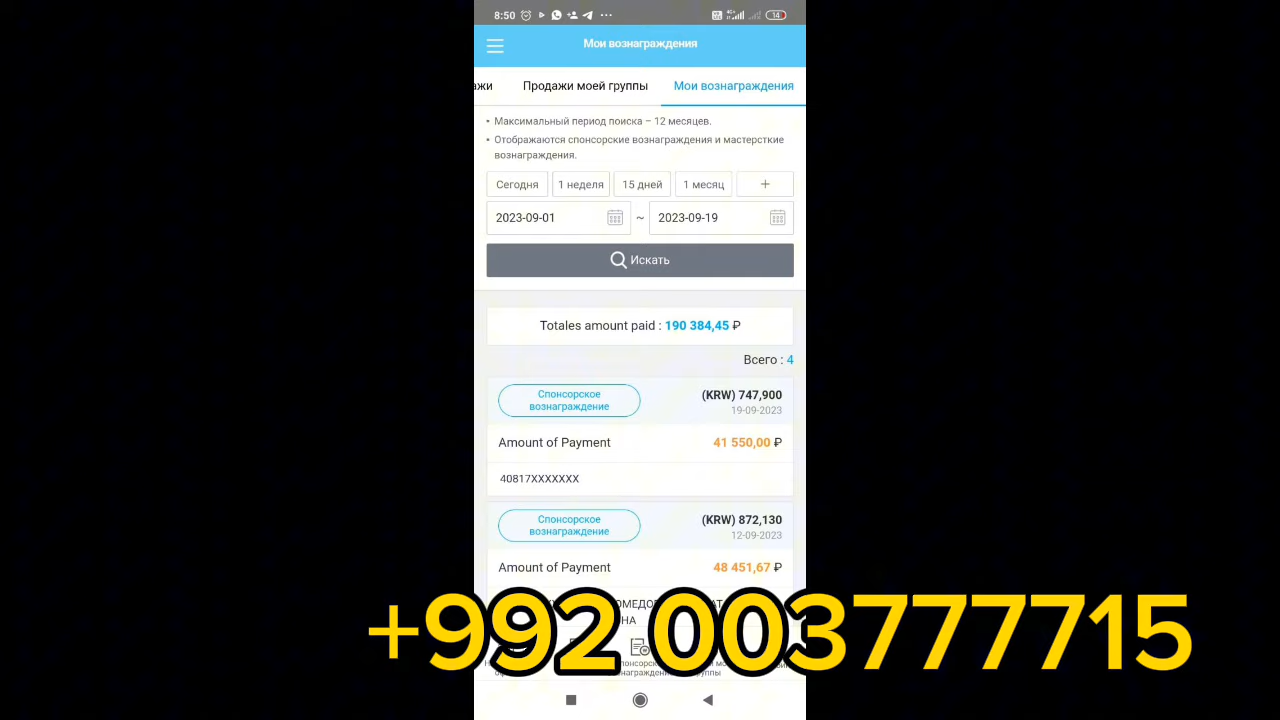 8:50
14
Мои вознаграждения
ажи Продажи моей группы Мои вознаграждения
• Максимальный период поиска – 12 месяцев.
• Отображаются спонсорские вознаграждения и мастерсткие
вознаграждения.
Сегодня 1 неделя 15 дней 1 месяц +
2023-09-01 ~ 2023-09-19
Искать
Totales amount paid : 190 384,45 ₽
Всего : 4
Спонсорское
вознаграждение
(KRW) 747,900
19-09-2023
Amount of Payment 41 550,00 ₽
40817XXXXXXX
Спонсорское
вознаграждение
(KRW) 872,130
12-09-2023
Amount of Payment 48 451,67 ₽
+992 003777715